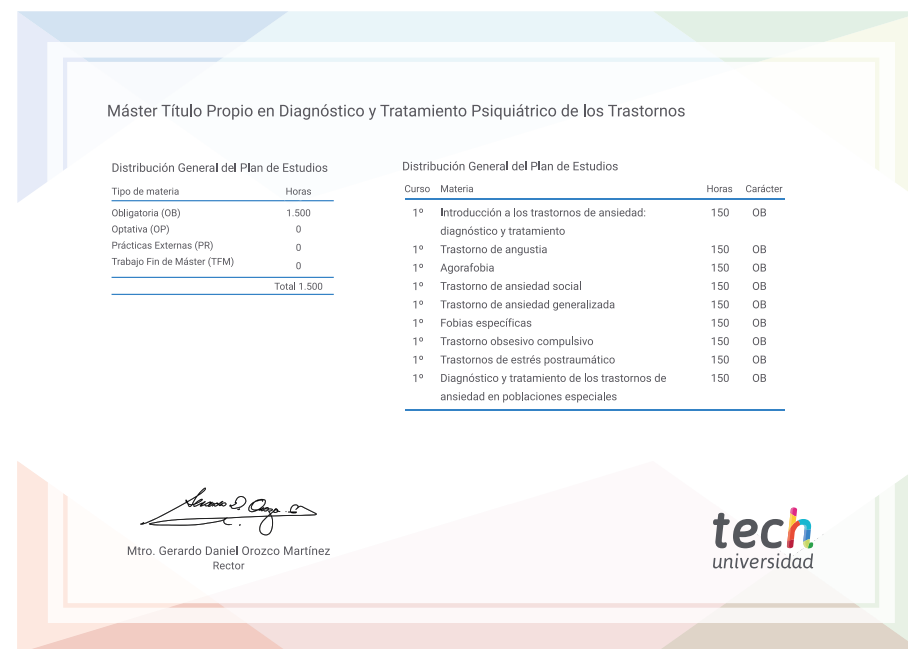 Máster Título Propio en Diagnóstico y Tratamiento Psiquiátrico de los Trastornos
Distribución General del Plan de Estudios
Tipo de materia Horas
Obligatoria (OB) 1.500
Optativa (OP) 0
Prácticas Externas (PR) 0
Trabajo Fin de Máster (TFM) 0
Total 1.500
Distribución General del Plan de Estudios
Curso Materia Horas Carácter
1º Introducción a los trastornos de ansiedad: 150 OB
diagnóstico y tratamiento
1º Trastorno de angustia 150 OB
1º Agorafobia 150 OB
1º Trastorno de ansiedad social 150 OB
1º Trastorno de ansiedad generalizada 150 OB
1º Fobias específicas 150 OB
1º Trastorno obsesivo compulsivo 150 OB
1º Trastornos de estrés postraumático 150 OB
1º Diagnóstico y tratamiento de los trastornos de 150 OB
ansiedad en poblaciones especiales
Mtro. Gerardo Daniel Orozco Martínez
Rector
tech
universidad